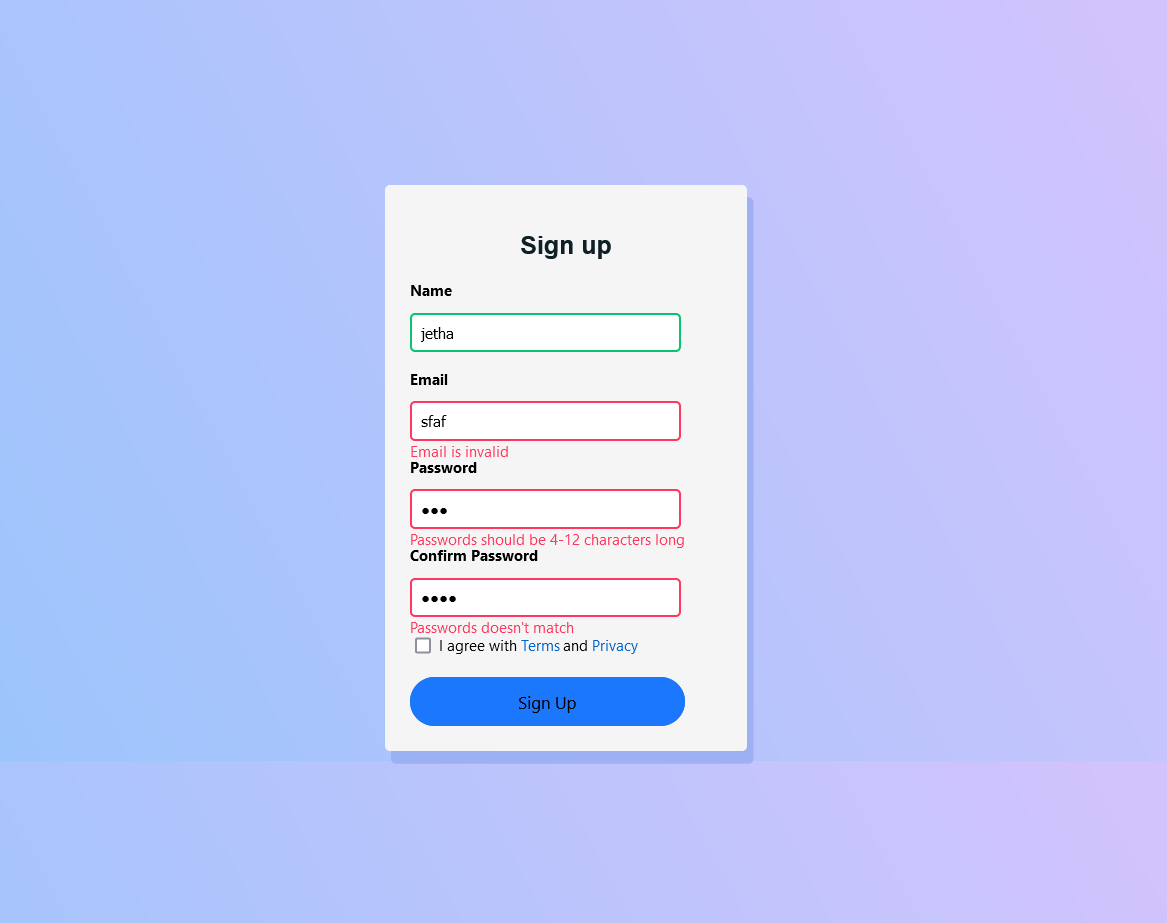 Sign up
Name
jetha
Email
sfaf
Email is invalid
Password
•••
Passwords should be 4-12 characters long
Confirm Password
••••
Passwords doesn't match
I agree with Terms and Privacy
Sign Up